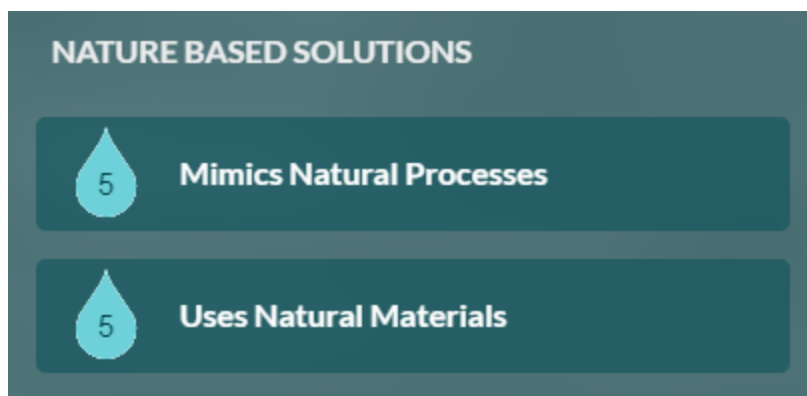 NATURE BASED SOLUTIONS
5 Mimics Natural Processes
5 Uses Natural Materials